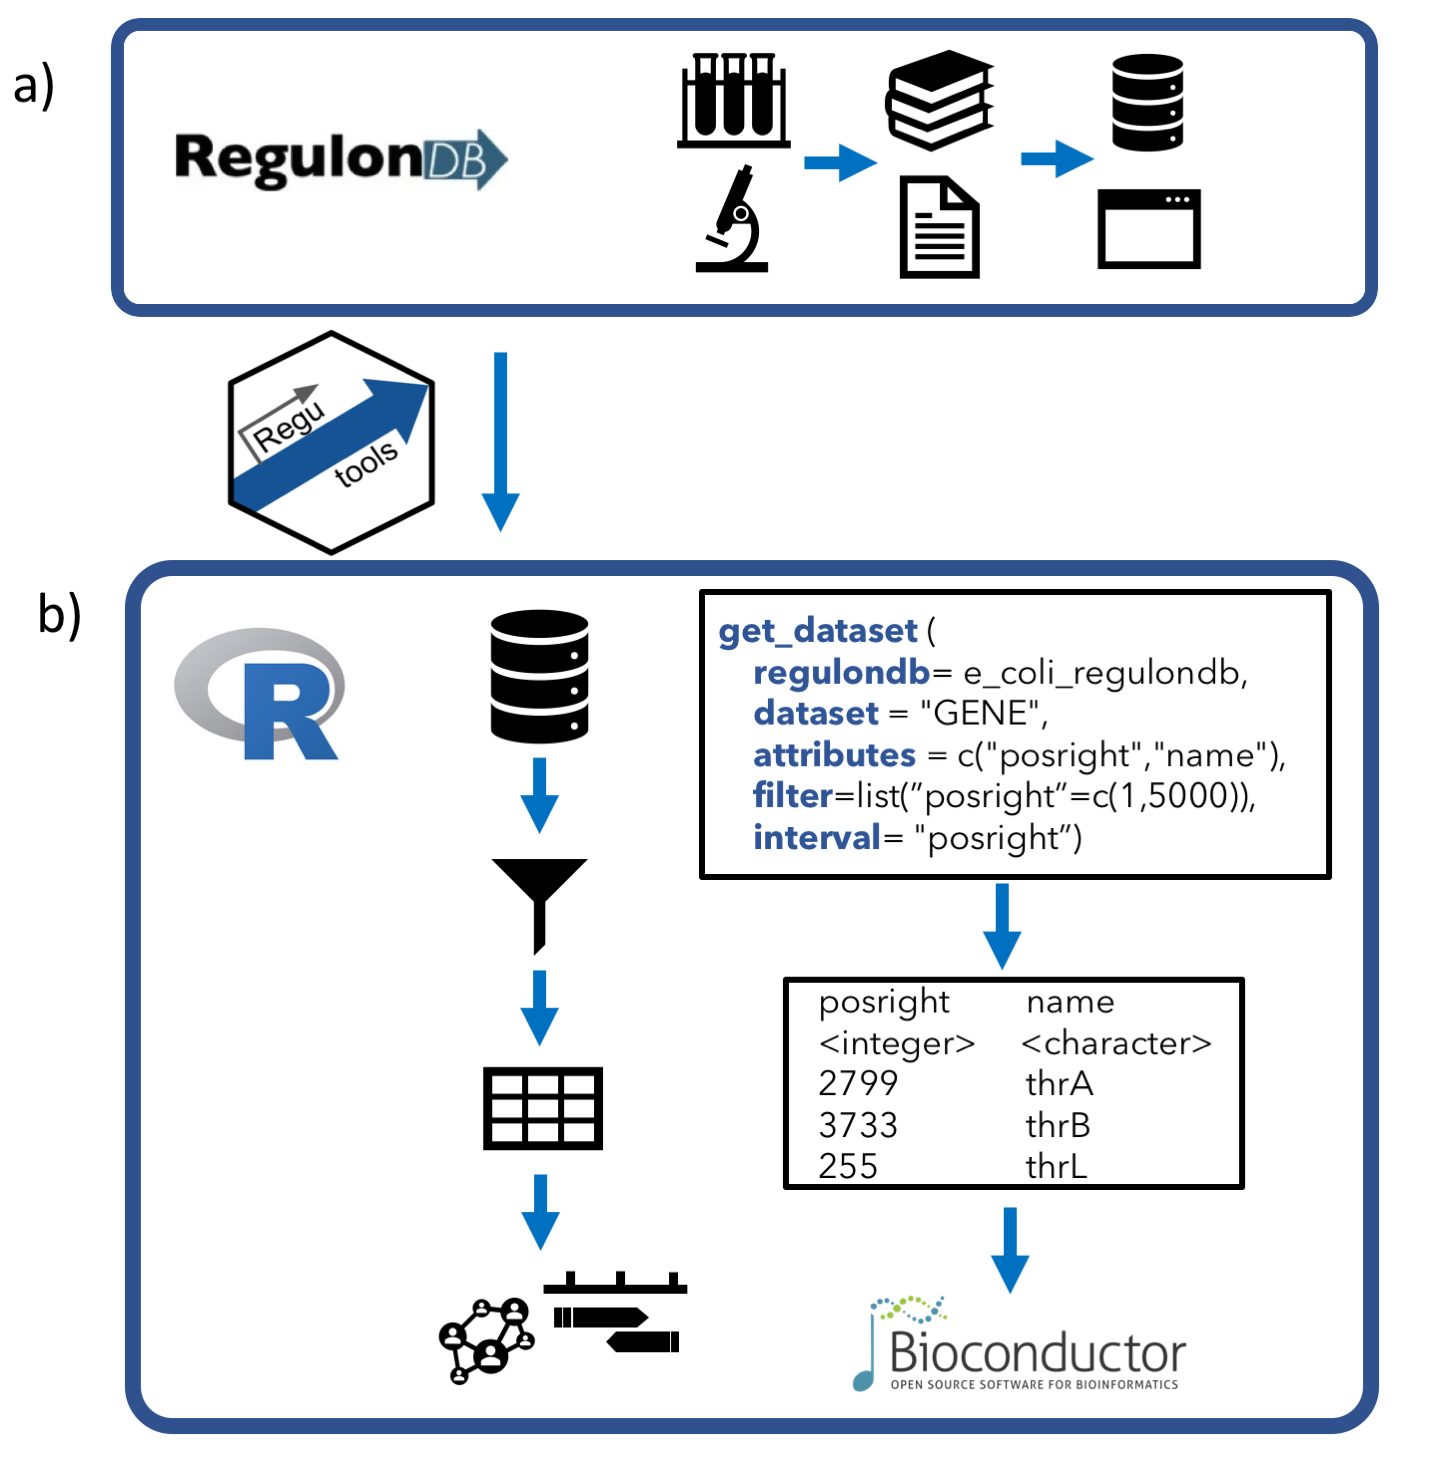 a)
RegulonDB
Regu
tools
b)
R
get_dataset (
regulondb= e_coli_regulondb,
dataset = "GENE",
attributes = c("posright","name"),
filter=list(”posright”=c(1,5000)),
interval= "posright”)
posright name
<integer> <character>
2799 thrA
3733 thrB
255 thrL
Bioconductor
OPEN SOURCE SOFTWARE FOR BIOINFORMATICS